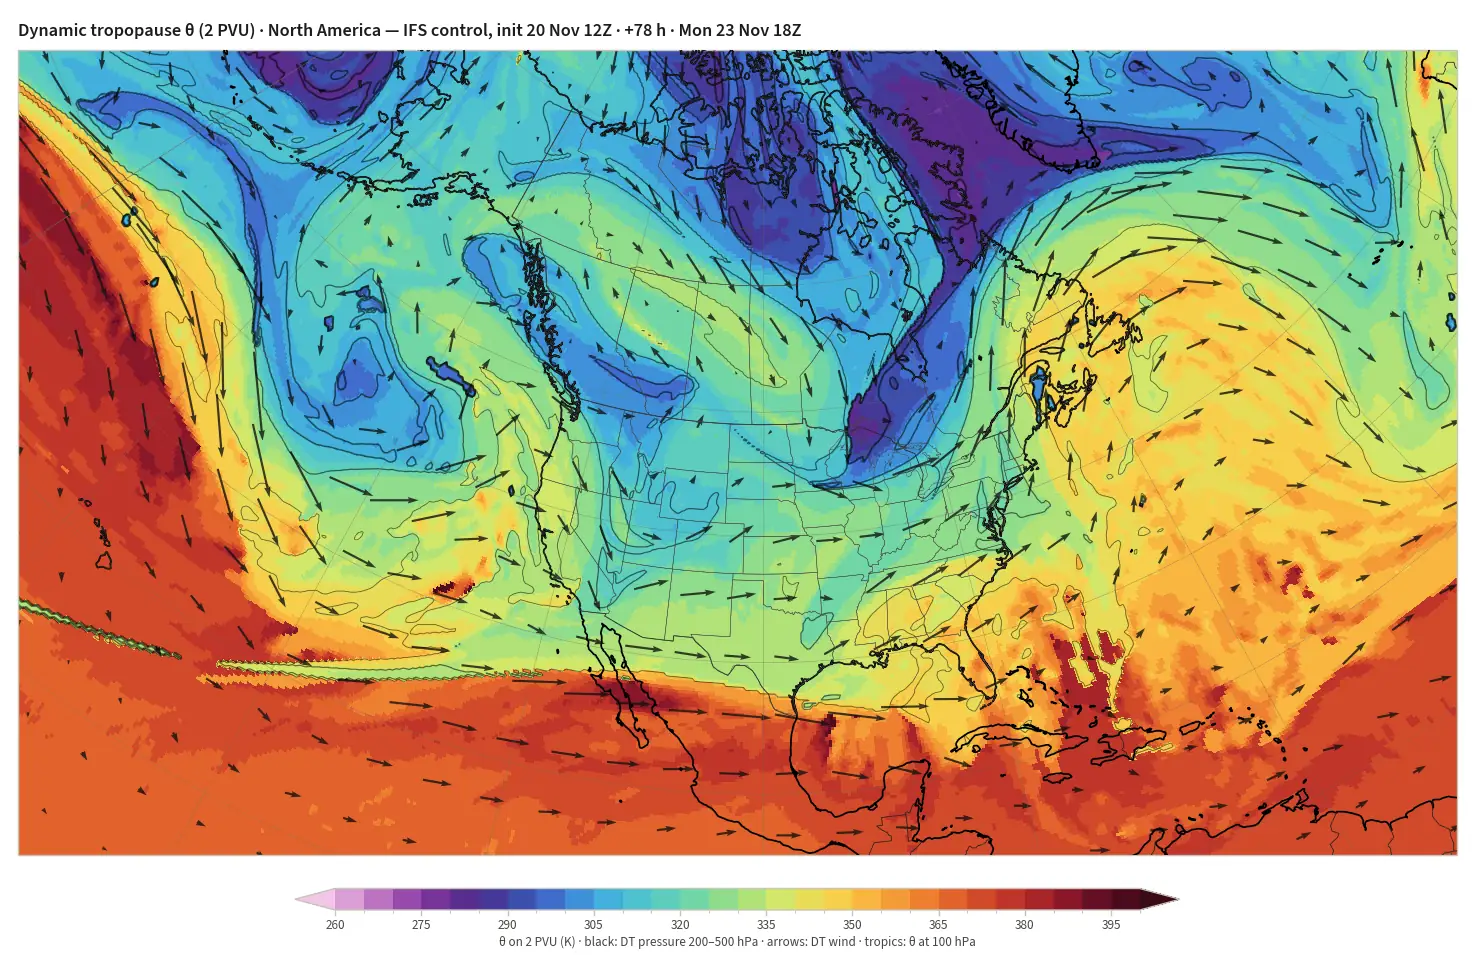 Dynamic tropopause θ (2 PVU) · North America — IFS control, init 20 Nov 12Z · +78 h · Mon 23 Nov 18Z
260 275 290 305 320 335 350 365 380 395
θ on 2 PVU (K) · black: DT pressure 200–500 hPa · arrows: DT wind · tropics: θ at 100 hPa